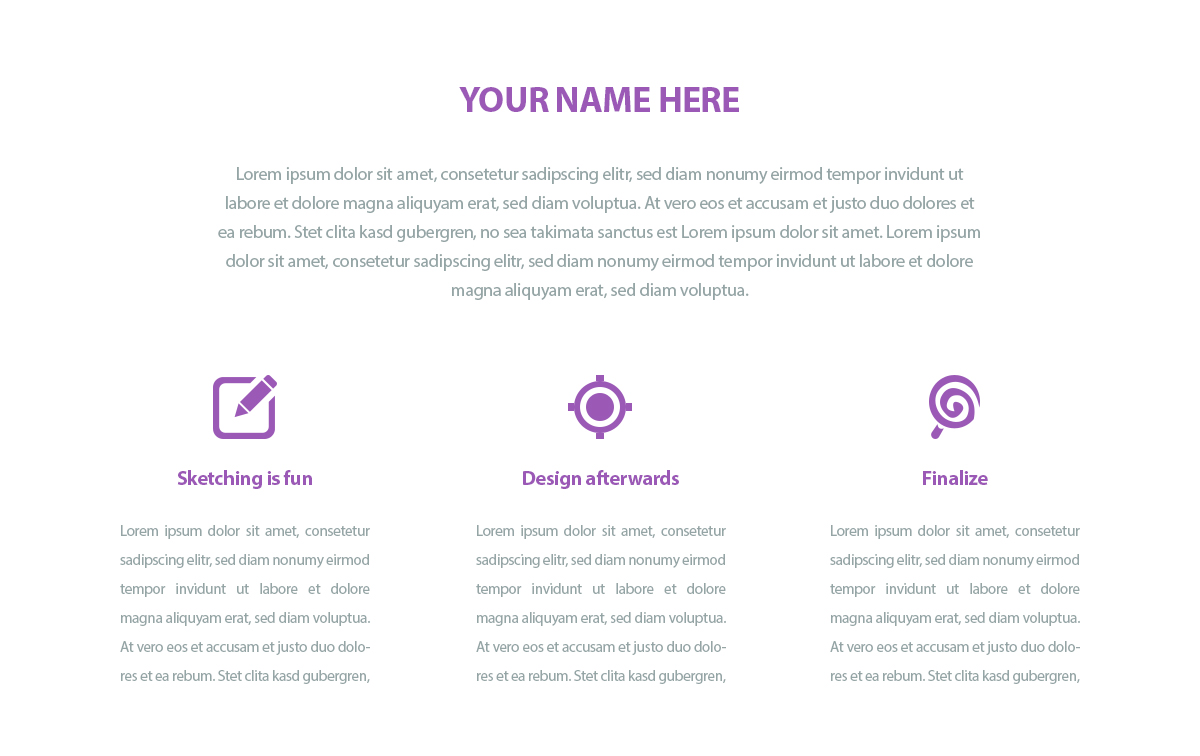 YOUR NAME HERE
Lorem ipsum dolor sit amet, consetetur sadipscing elitr, sed diam nonumy eirmod tempor invidunt ut
labore et dolore magna aliquyam erat, sed diam voluptua. At vero eos et accusam et justo duo dolores et
ea rebum. Stet clita kasd gubergren, no sea takimata sanctus est Lorem ipsum dolor sit amet. Lorem ipsum
dolor sit amet, consetetur sadipscing elitr, sed diam nonumy eirmod tempor invidunt ut labore et dolore
magna aliquyam erat, sed diam voluptua.
Sketching is fun
Lorem ipsum dolor sit amet, consetetur
sadipscing elitr, sed diam nonumy eirmod
tempor invidunt ut labore et dolore
magna aliquyam erat, sed diam voluptua.
At vero eos et accusam et justo duo dolo-
res et ea rebum. Stet clita kasd gubergren,
Design afterwards
Lorem ipsum dolor sit amet, consetetur
sadipscing elitr, sed diam nonumy eirmod
tempor invidunt ut labore et dolore
magna aliquyam erat, sed diam voluptua.
At vero eos et accusam et justo duo dolo-
res et ea rebum. Stet clita kasd gubergren,
Finalize
Lorem ipsum dolor sit amet, consetetur
sadipscing elitr, sed diam nonumy eirmod
tempor invidunt ut labore et dolore
magna aliquyam erat, sed diam voluptua.
At vero eos et accusam et justo duo dolo-
res et ea rebum. Stet clita kasd gubergren,